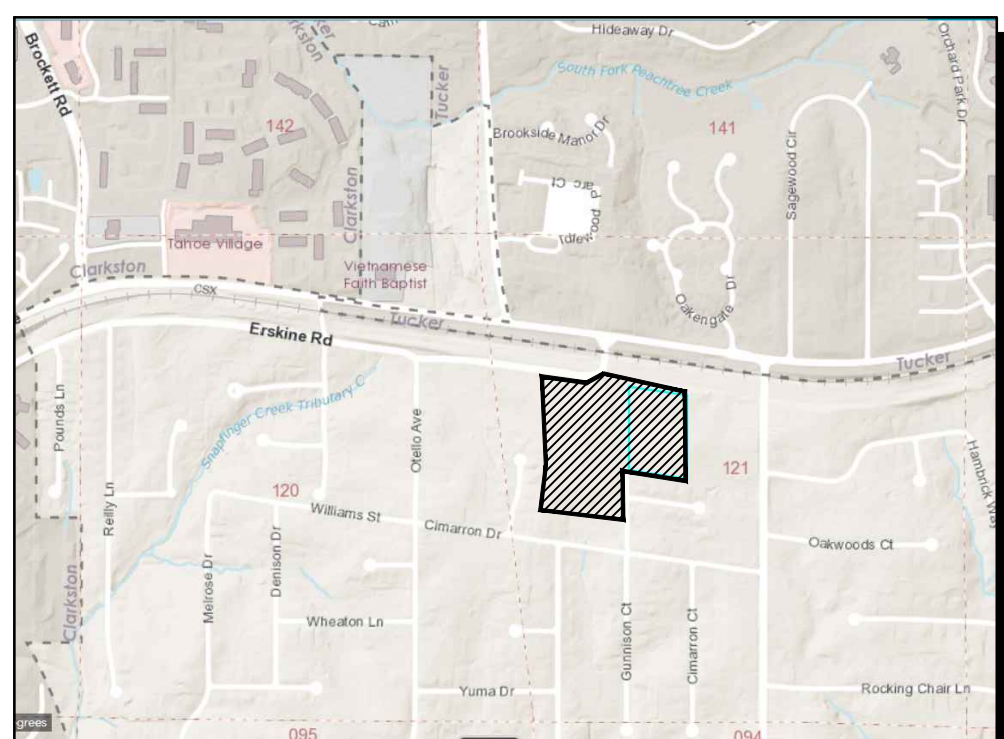 Tucker
Clarkston
Hideaway Dr
Brockett Rd
South Fork Peachtree Creek
Tucker
Orchard Park Dr
142
141
Brookside Manor Dr
Sagewood Cir
Clarkston
Parc Ct
Idlewood
Tahoe Village
Clarkston
Vietnamese
Faith Baptist
CSX
Oakengate Dr
Tucker
Erskine Rd
Tucker
Snapfinger Creek Tributary C
Pounds Ln
Otello Ave
121
Hambrick Way
120
Reilly Ln
Williams St
Cimarron Dr
Oakwoods Ct
Denison Dr
Melrose Dr
Clarkston
Wheaton Ln
Gunnison Ct
Cimarron Ct
Yuma Dr
Rocking Chair Ln
grees
095
094